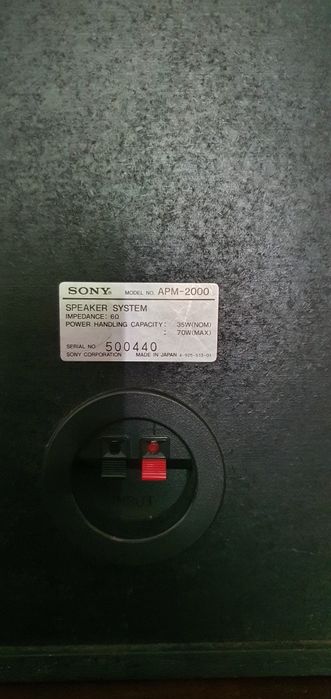 SONY® MODEL NO. APM-2000
SPEAKER SYSTEM
IMPEDANCE: 6Ω
POWER HANDLING CAPACITY: 35W(NOM)
: 70W(MAX)
SERIAL NO 500440
SONY CORPORATION MADE IN JAPAN
INPUT